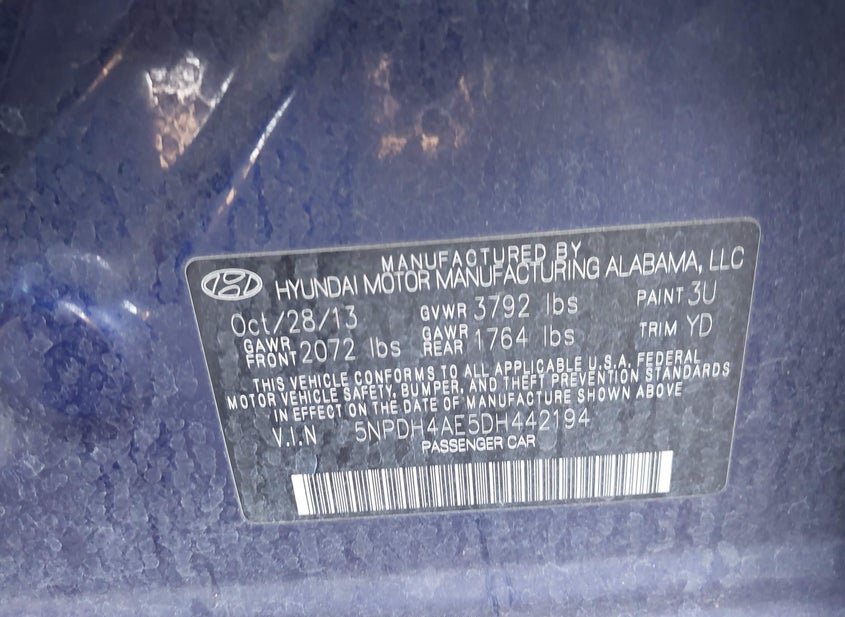 MANUFACTURED BY
HYUNDAI MOTOR MANUFACTURING ALABAMA, LLC
Oct/28/13 GVWR 3792 lbs PAINT 3U
GAWR FRONT 2072 lbs GAWR REAR 1764 lbs TRIM YD
THIS VEHICLE CONFORMS TO ALL APPLICABLE U.S.A. FEDERAL
MOTOR VEHICLE SAFETY, BUMPER, AND THEFT PREVENTION STANDARDS
IN EFFECT ON THE DATE OF MANUFACTURE SHOWN ABOVE
V.I.N 5NPDH4AE5DH442194
PASSENGER CAR